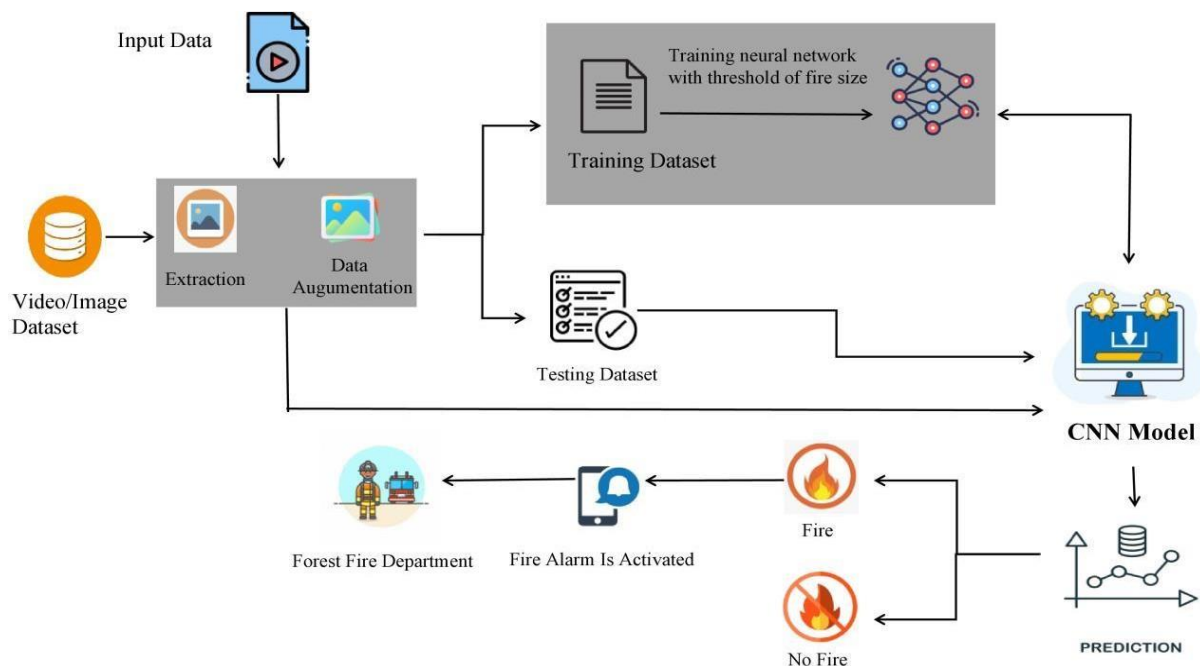 Input Data
Training neural network
with threshold of fire size
Training Dataset
Extraction
Data
Augumentation
Video/Image
Dataset
Testing Dataset
CNN Model
Fire
Forest Fire Department
Fire Alarm Is Activated
No Fire
PREDICTION